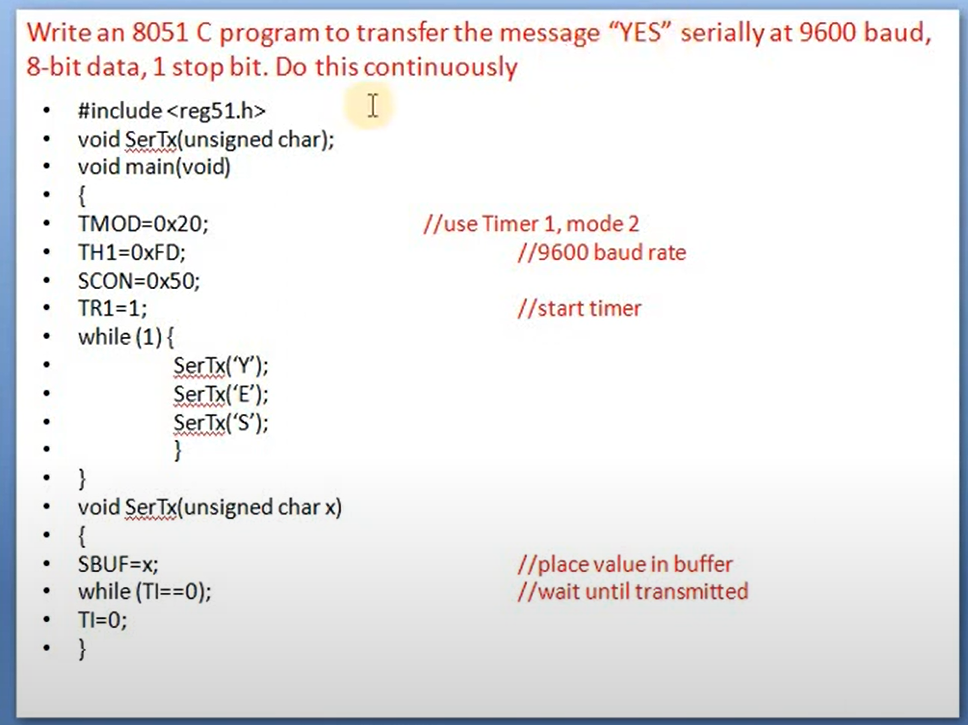 Write an 8051 C program to transfer the message “YES” serially at 9600 baud,
8-bit data, 1 stop bit. Do this continuously
• #include <reg51.h>
• void SerTx(unsigned char);
• void main(void)
• {
• TMOD=0x20; //use Timer 1, mode 2
• TH1=0xFD; //9600 baud rate
• SCON=0x50;
• TR1=1; //start timer
• while (1) {
• SerTx(‘Y’);
• SerTx(‘E’);
• SerTx(‘S’);
• }
• }
• void SerTx(unsigned char x)
• {
• SBUF=x; //place value in buffer
• while (TI==0); //wait until transmitted
• TI=0;
• }